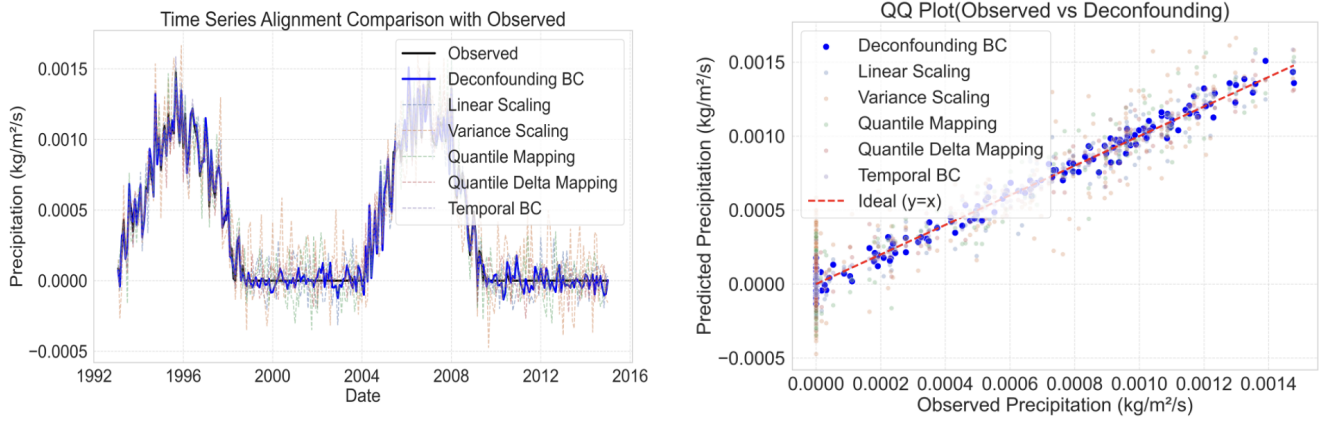 Time Series Alignment Comparison with Observed
Precipitation (kg/m²/s)
0.0015
0.0010
0.0005
0.0000
−0.0005
Observed
Deconfounding BC
Linear Scaling
Variance Scaling
Quantile Mapping
Quantile Delta Mapping
Temporal BC
1992 1996 2000 2004 2008 2012 2016
Date
QQ Plot(Observed vs Deconfounding)
Predicted Precipitation (kg/m²/s)
0.0015
0.0010
0.0005
0.0000
−0.0005
Deconfounding BC
Linear Scaling
Variance Scaling
Quantile Mapping
Quantile Delta Mapping
Temporal BC
Ideal (y=x)
0.0000 0.0002 0.0004 0.0006 0.0008 0.0010 0.0012 0.0014
Observed Precipitation (kg/m²/s)